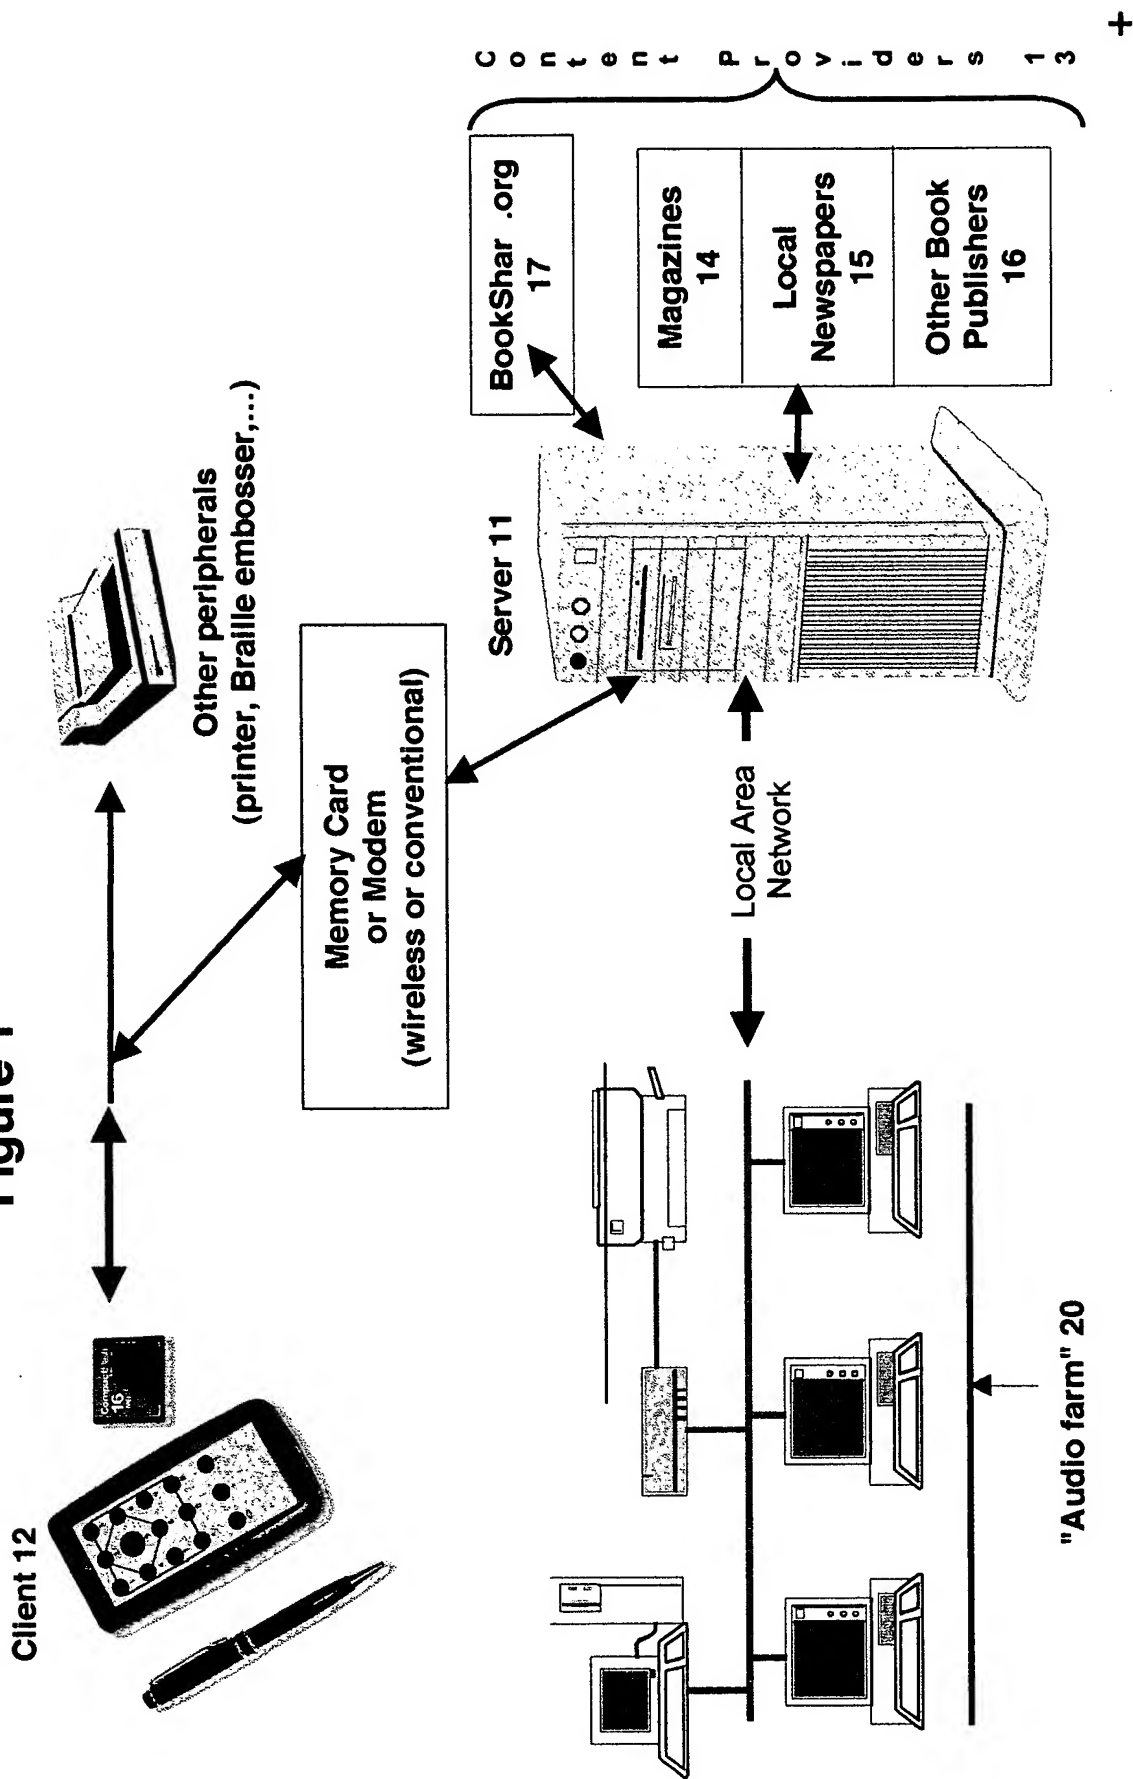 Figure 1
Client 12
16
Other peripherals
(printer, Braille embosser,...)
Memory Card
or Modem
(wireless or conventional)
Server 11
BookShar .org
17
Magazines
14
Local
Newspapers
15
Other Book
Publishers
16
Content Providers 13
Local Area
Network
"Audio farm" 20
+